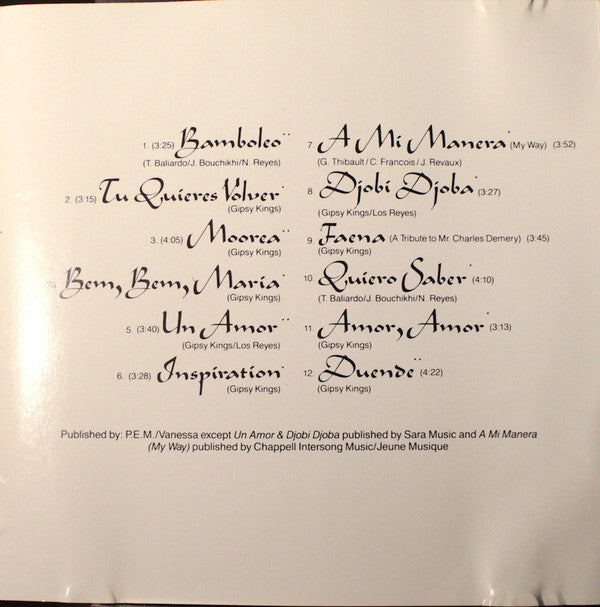 1. (3:25) Bamboleo¨
(T. Baliardo/J. Bouchikhi/N. Reyes)
2. (3:15) Tu Quieres Volver˙
(Gipsy Kings)
3. (4:05) Moorea¨
(Gipsy Kings)
Bem, Bem, Maria˙
(Gipsy Kings)
5. (3:40) Un Amor¨
(Gipsy Kings/Los Reyes)
6. (3:28) Inspiration˙
(Gipsy Kings)
7. A Mi Manera˙ (My Way) (3:52)
(G. Thibault/C. Francois/J. Revaux)
8. Djobi Djoba˙ (3:27)
(Gipsy Kings/Los Reyes)
9. Faena (A Tribute to Mr. Charles Demery) (3:45)
(Gipsy Kings)
10. Quiero Saber˙ (4:10)
(T. Baliardo/J. Bouchikhi/N. Reyes)
11. Amor, Amor˙ (3:13)
(Gipsy Kings)
12. Duende¨ (4:22)
(Gipsy Kings)
Published by: P.E.M./Vanessa except Un Amor & Djobi Djoba published by Sara Music and A Mi Manera
(My Way) published by Chappell Intersong Music/Jeune Musique